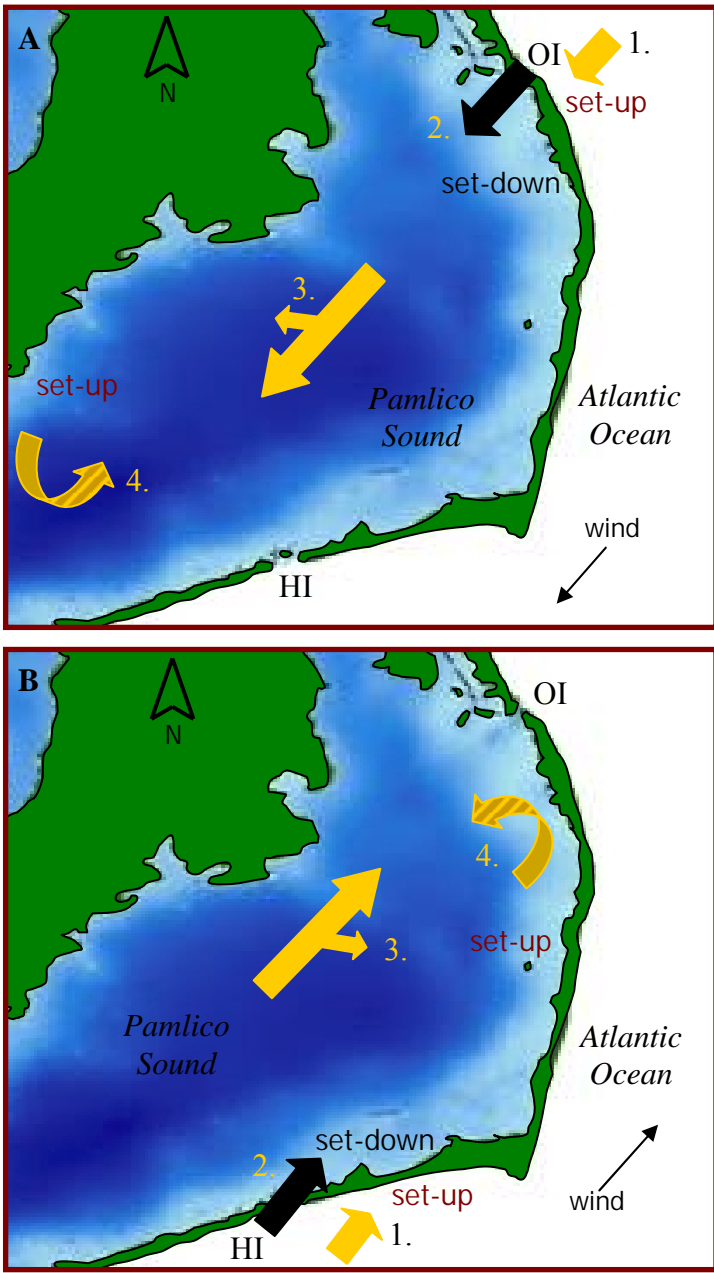 A
N
OI
1.
set-up
2.
set-down
3.
set-up
Pamlico
Sound
Atlantic
Ocean
4.
wind
HI
B
N
OI
4.
set-up
3.
Pamlico
Sound
Atlantic
Ocean
set-down
2.
set-up
wind
HI
1.